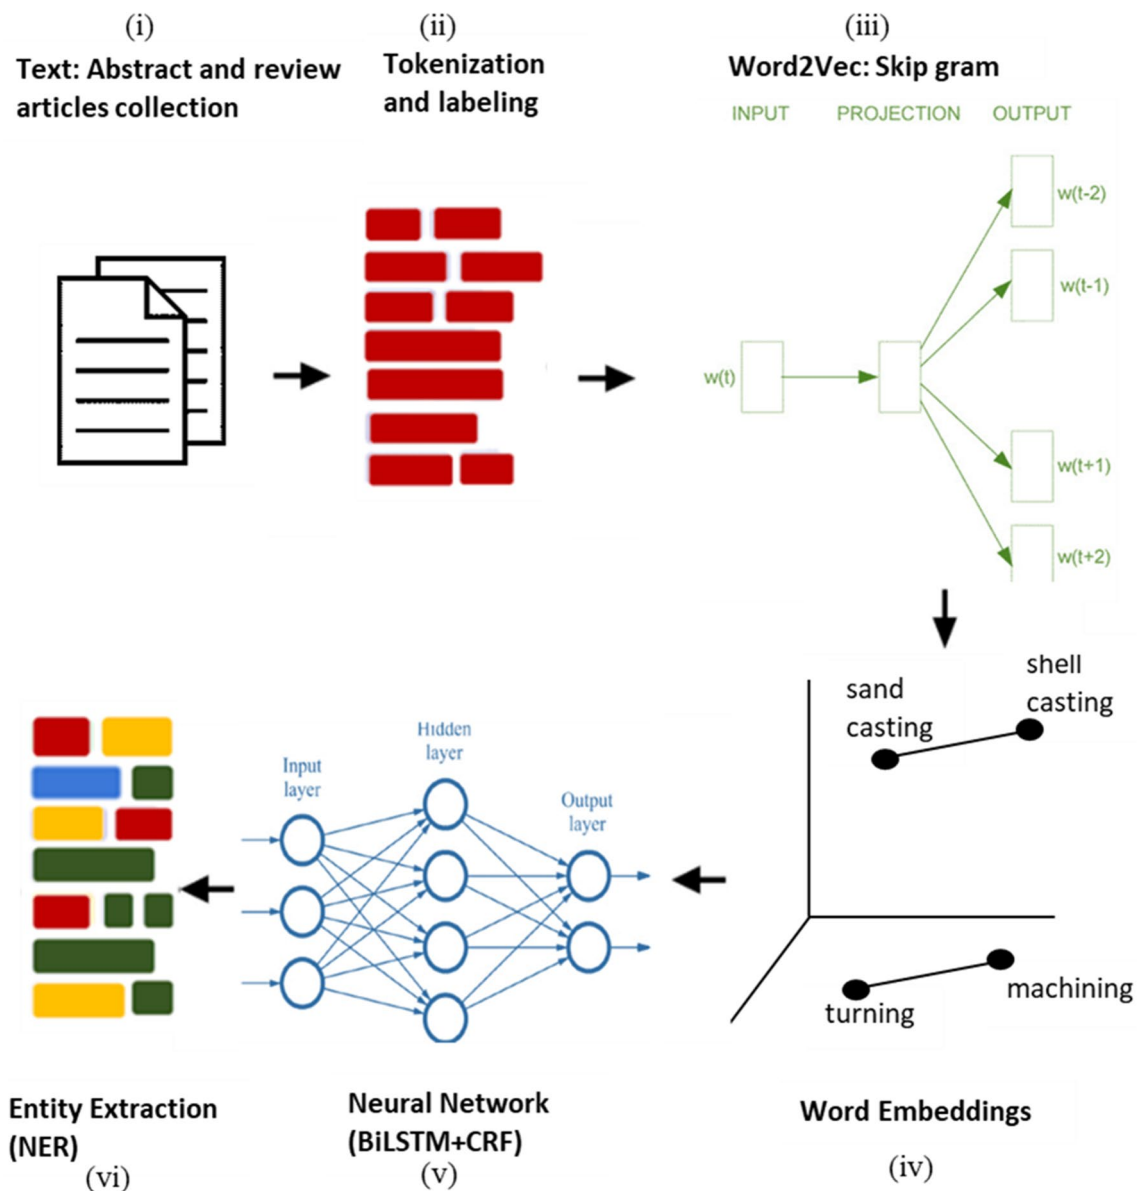 (i)
Text: Abstract and review
articles collection
(ii)
Tokenization
and labeling
(iii)
Word2Vec: Skip gram
INPUT PROJECTION OUTPUT
w(t-2)
w(t-1)
w(t)
w(t+1)
w(t+2)
sand
casting
shell
casting
turning
machining
Word Embeddings
(iv)
Input
layer
Hidden
layer
Output
layer
Neural Network
(BiLSTM+CRF)
(v)
Entity Extraction
(NER)
(vi)